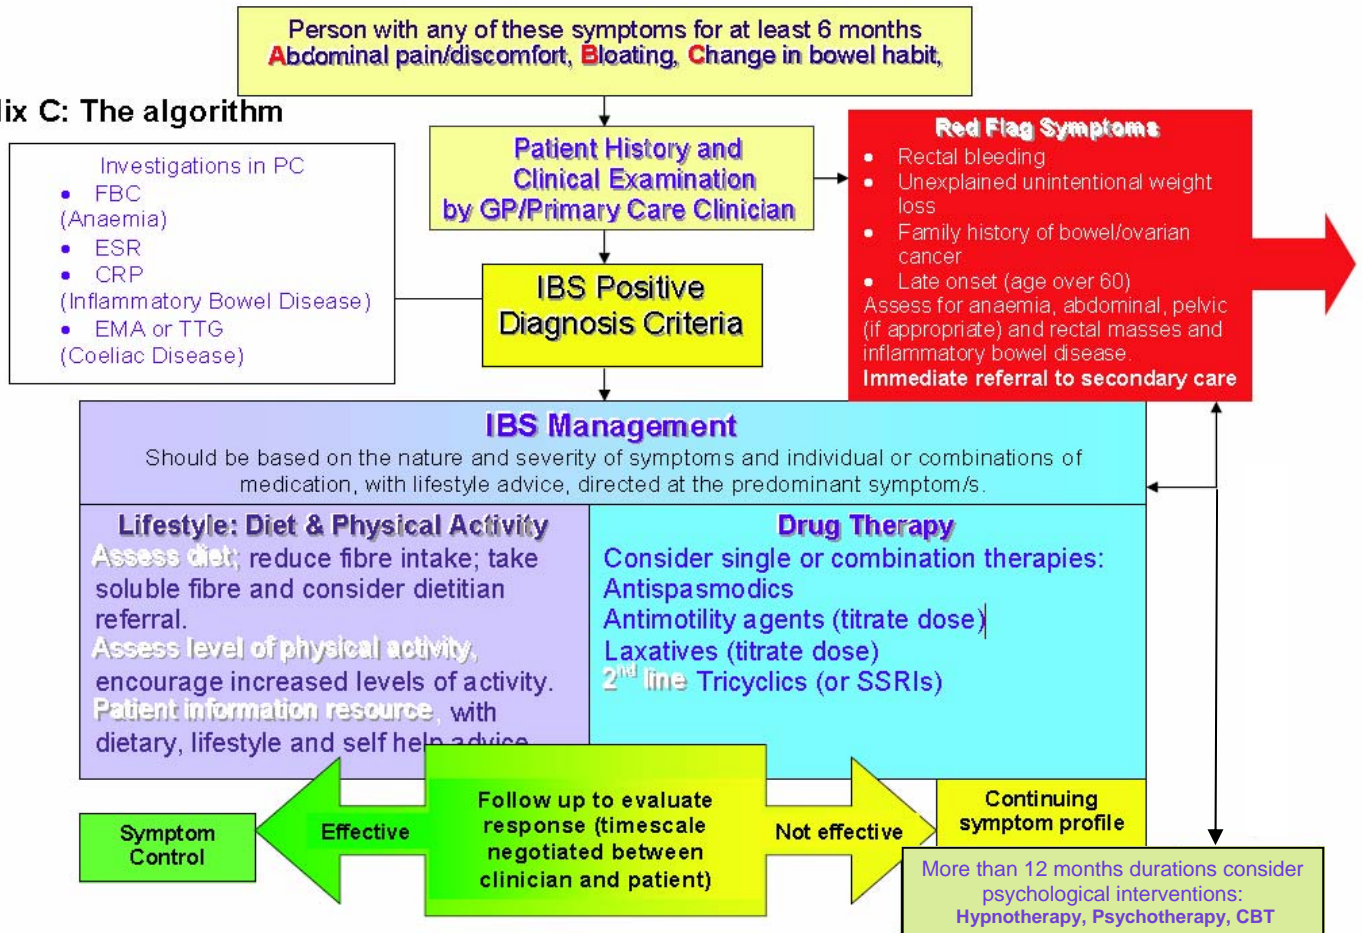 Person with any of these symptoms for at least 6 months
Abdominal pain/discomfort, Bloating, Change in bowel habit,
lix C: The algorithm
Investigations in PC
• FBC
(Anaemia)
• ESR
• CRP
(Inflammatory Bowel Disease)
• EMA or TTG
(Coeliac Disease)
Patient History and
Clinical Examination
by GP/Primary Care Clinician
Red Flag Symptoms
• Rectal bleeding
• Unexplained unintentional weight
loss
• Family history of bowel/ovarian
cancer
• Late onset (age over 60)
Assess for anaemia, abdominal, pelvic
(if appropriate) and rectal masses and
inflammatory bowel disease.
Immediate referral to secondary care
IBS Positive
Diagnosis Criteria
IBS Management
Should be based on the nature and severity of symptoms and individual or combinations of
medication, with lifestyle advice, directed at the predominant symptom/s.
Lifestyle: Diet & Physical Activity
Assess diet; reduce fibre intake; take
soluble fibre and consider dietitian
referral.
Assess level of physical activity,
encourage increased levels of activity.
Patient information resource, with
dietary, lifestyle and self help advice
Drug Therapy
Consider single or combination therapies:
Antispasmodics
Antimotility agents (titrate dose)
Laxatives (titrate dose)
2nd line Tricyclics (or SSRIs)
Symptom
Control
Effective
Follow up to evaluate
response (timescale
negotiated between
clinician and patient)
Not effective
Continuing
symptom profile
More than 12 months durations consider
psychological interventions:
Hypnotherapy, Psychotherapy, CBT